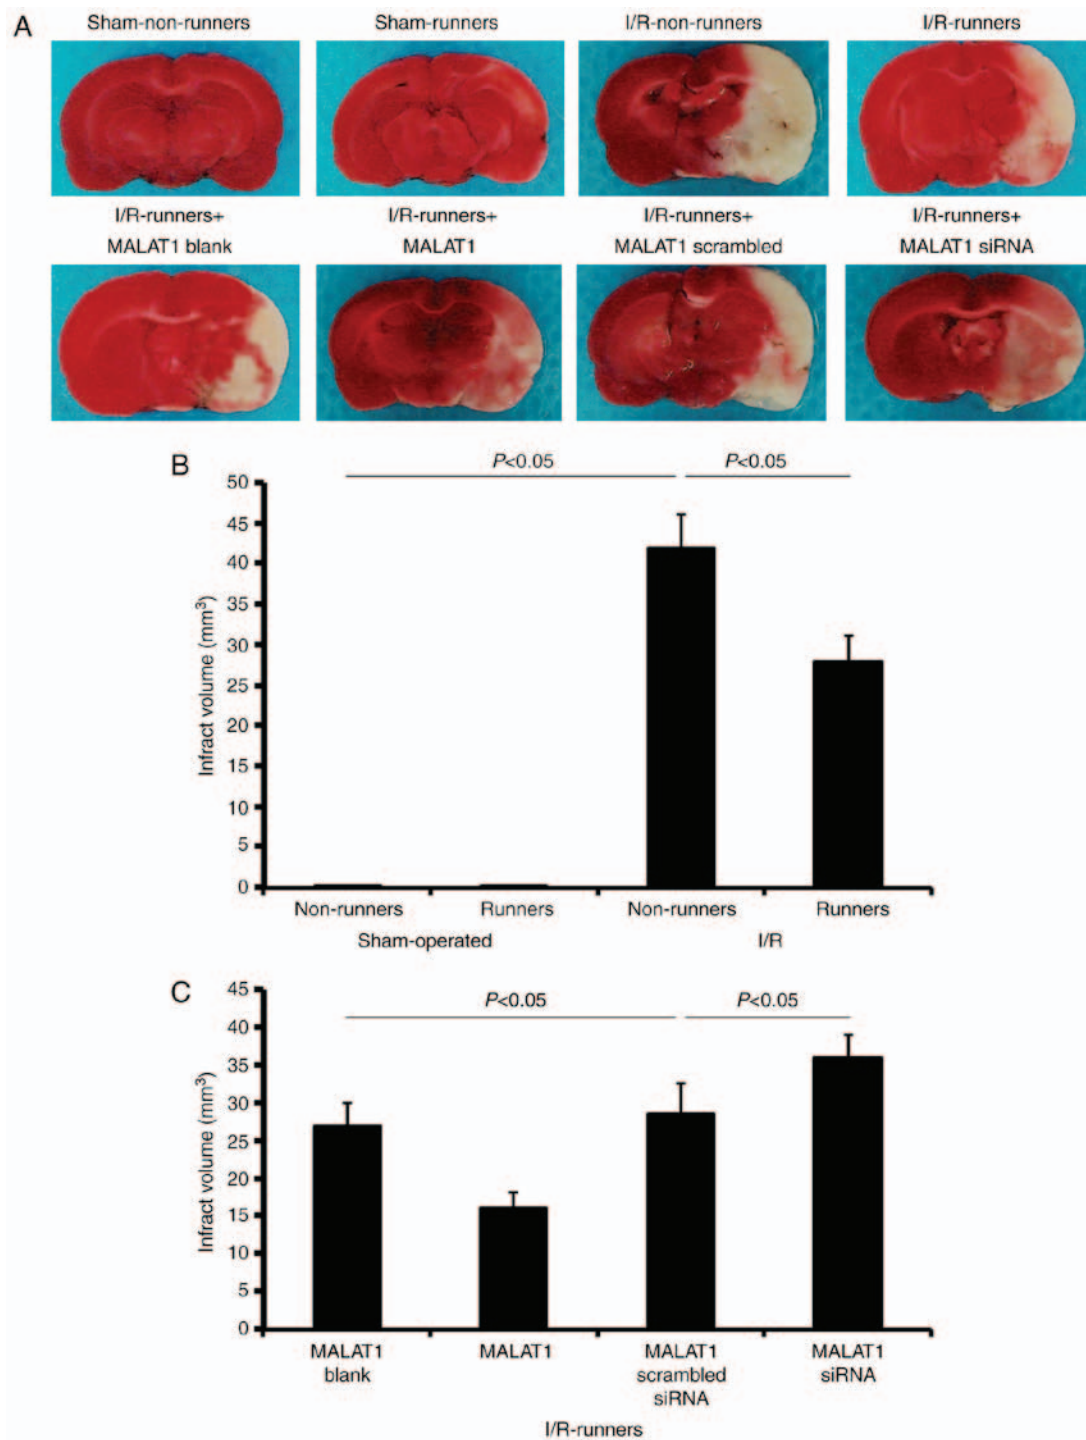 A
Sham-non-runners
Sham-runners
I/R-non-runners
I/R-runners
I/R-runners+
MALAT1 blank
I/R-runners+
MALAT1
I/R-runners+
MALAT1 scrambled
I/R-runners+
MALAT1 siRNA
B
P<0.05
P<0.05
Infract volume (mm³)
50
45
40
35
30
25
20
15
10
5
0
Non-runners
Runners
Non-runners
Runners
Sham-operated
I/R
C
P<0.05
P<0.05
Infract volume (mm³)
45
40
35
30
25
20
15
10
5
0
MALAT1
blank
MALAT1
MALAT1
scrambled
siRNA
MALAT1
siRNA
I/R-runners